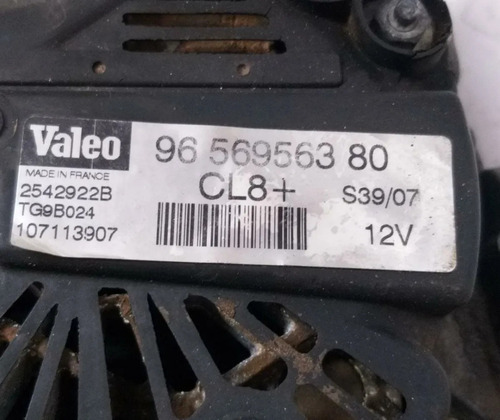 Valeo 96 569563 80
MADE IN FRANCE CL8+ S39/07
2542922B
TG9B024
107113907 12V